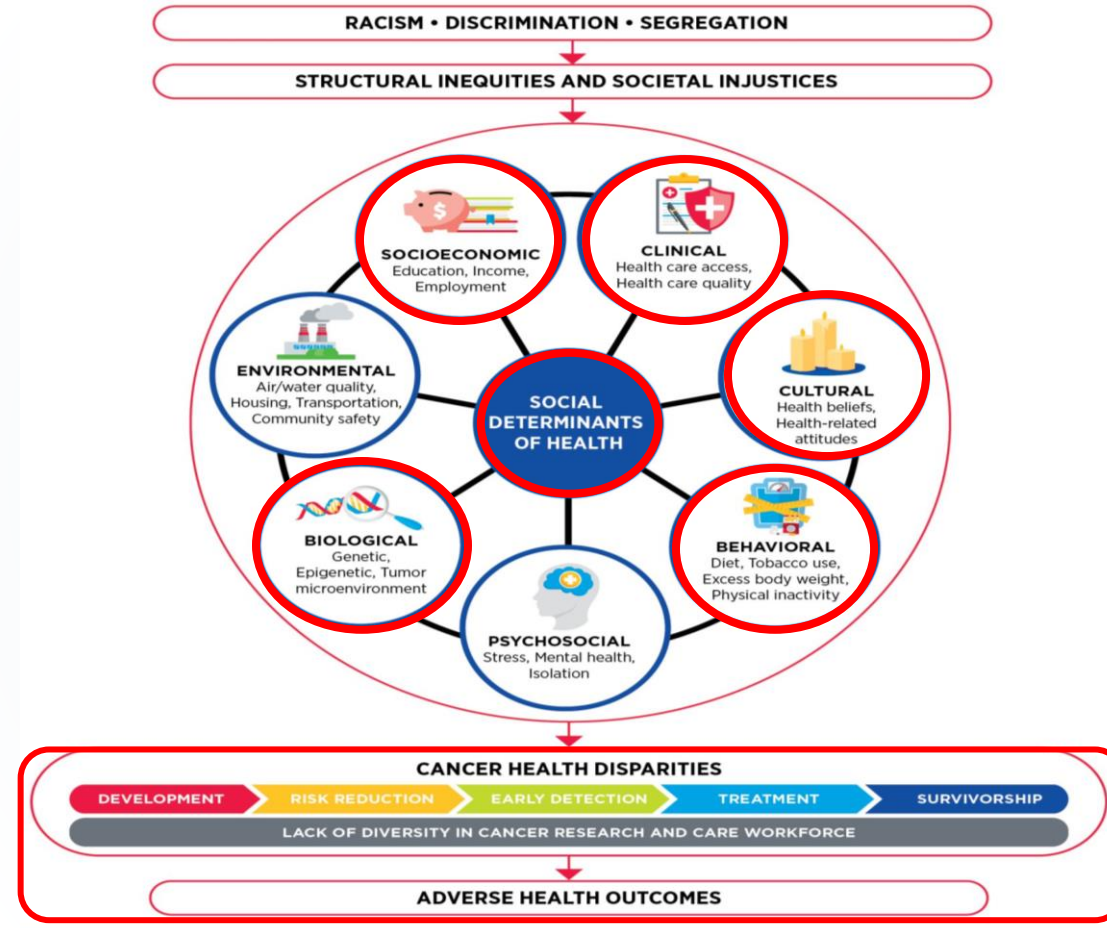 RACISM • DISCRIMINATION • SEGREGATION
STRUCTURAL INEQUITIES AND SOCIETAL INJUSTICES
$
SOCIOECONOMIC
Education, Income,
Employment
CLINICAL
Health care access,
Health care quality
ENVIRONMENTAL
Air/water quality,
Housing, Transportation,
Community safety
SOCIAL
DETERMINANTS
OF HEALTH
CULTURAL
Health beliefs,
Health-related
attitudes
BIOLOGICAL
Genetic,
Epigenetic, Tumor
microenvironment
BEHAVIORAL
Diet, Tobacco use,
Excess body weight,
Physical inactivity
PSYCHOSOCIAL
Stress, Mental health,
Isolation
CANCER HEALTH DISPARITIES
DEVELOPMENT RISK REDUCTION EARLY DETECTION TREATMENT SURVIVORSHIP
LACK OF DIVERSITY IN CANCER RESEARCH AND CARE WORKFORCE
ADVERSE HEALTH OUTCOMES